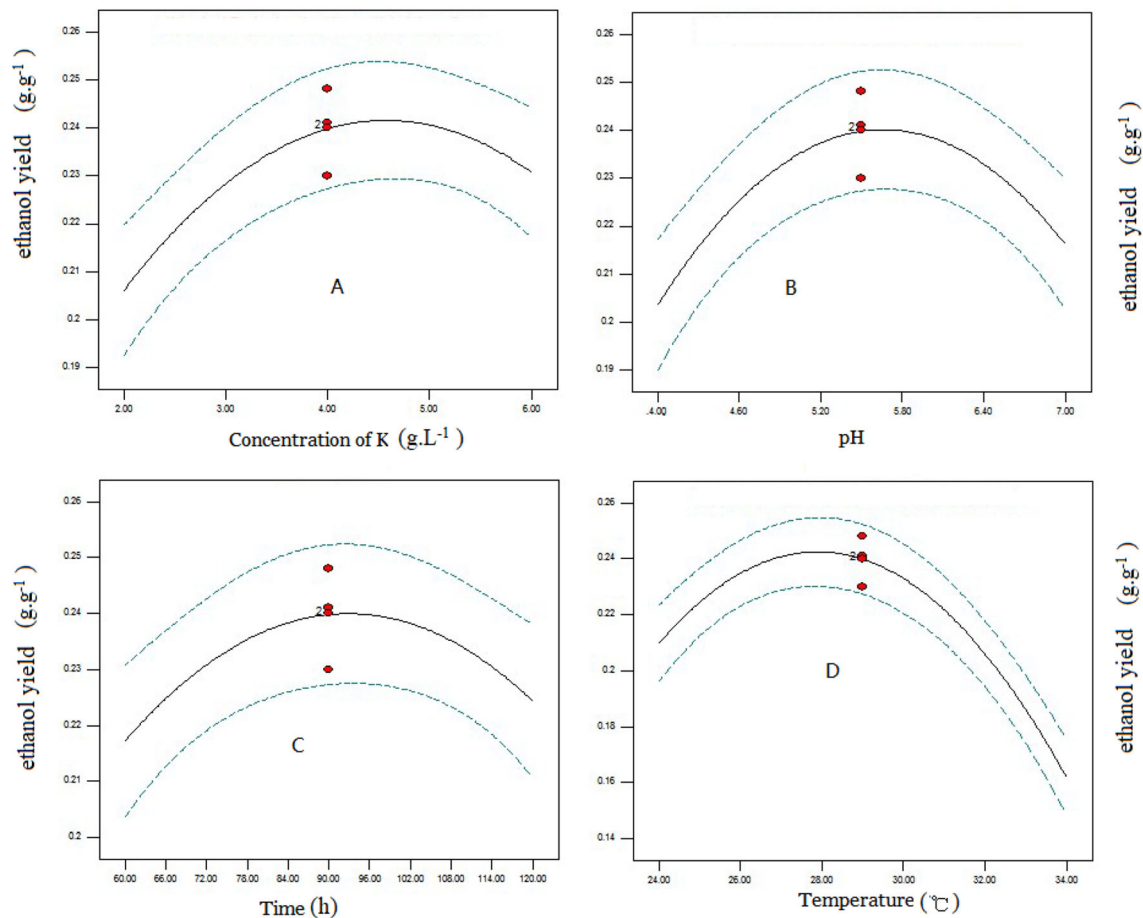 ethanol yield (g.g-1)
0.26
0.25
0.24
0.23
0.22
0.21
0.2
0.19
2
A
2.00 3.00 4.00 5.00 6.00
Concentration of K (g.L-1)
0.26
0.25
0.24
0.23
0.22
0.21
0.2
0.19
2
B
.4.00 4.60 5.20 5.80 6.40 7.00
pH
ethanol yield (g.g-1)
ethanol yield (g.g-1)
0.26
0.25
0.24
0.23
0.22
0.21
0.2
2
C
60.00 66.00 72.00 78.00 84.00 90.00 96.00 102.00 108.00 114.00 120.00
Time (h)
0.26
0.24
0.22
0.2
0.18
0.16
0.14
2
D
24.00 26.00 28.00 30.00 32.00 34.00
Temperature (℃)
ethanol yield (g.g-1)